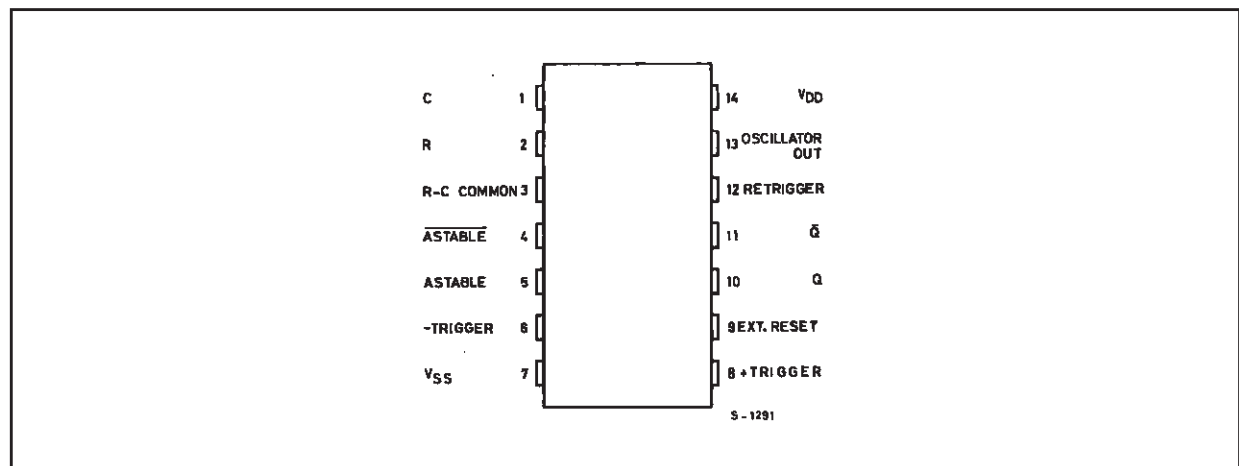 C 1 14 VDD
R 2 13 OSCILLATOR
OUT
R-C COMMON 3 12 RETRIGGER
A̅S̅T̅A̅B̅L̅E̅ 4 11 Q̅
ASTABLE 5 10 Q
-TRIGGER 6 9 EXT. RESET
VSS 7 8 +TRIGGER
S-1291